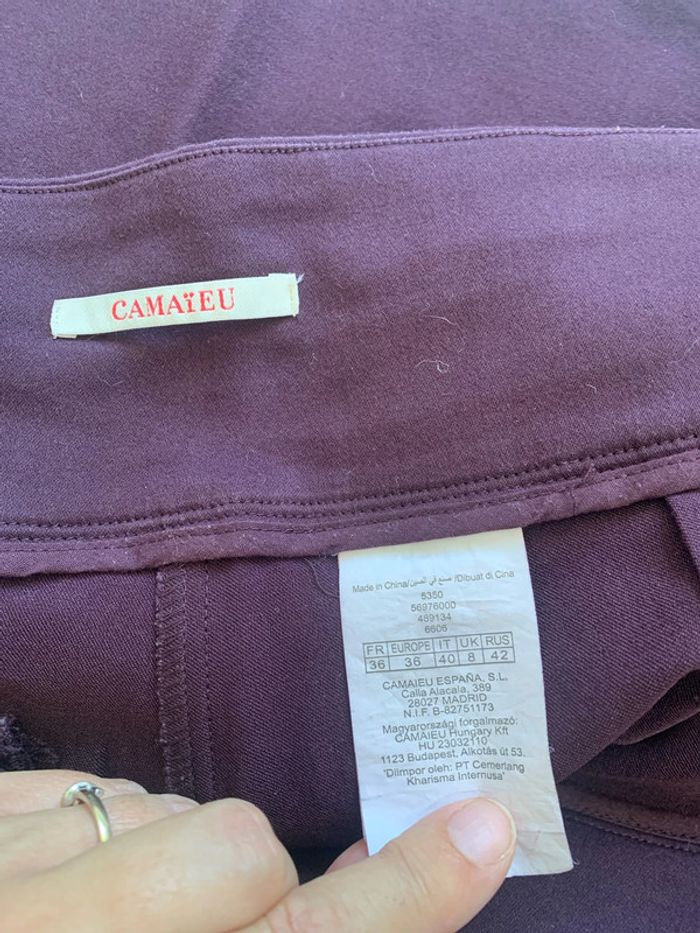 CAMAïEU
Made in China/صنع في الصين/Dibuat di Cina
5350
56976000
489134
6606
FR EUROPE IT UK RUS
36 36 40 8 42
CAMAIEU ESPAÑA, S.L.
Calla Alacala, 389
28027 MADRID
N.I.F. B-82751173
Magyarországi forgalmazó:
CAMAIEU Hungary Kft
HU 23032110
1123 Budapest, Alkotás út 53.
"Diimpor oleh: PT Cemerlang
Kharisma Internusa"